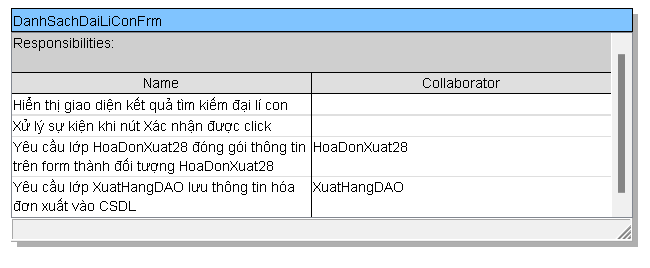 DanhSachDaiLiConFrm
Responsibilities:
Name Collaborator
Hiển thị giao diện kết quả tìm kiếm đại lí con
Xử lý sự kiện khi nút Xác nhận được click
Yêu cầu lớp HoaDonXuat28 đóng gói thông tin HoaDonXuat28
trên form thành đối tượng HoaDonXuat28
Yêu cầu lớp XuatHangDAO lưu thông tin hóa XuatHangDAO
đơn xuất vào CSDL